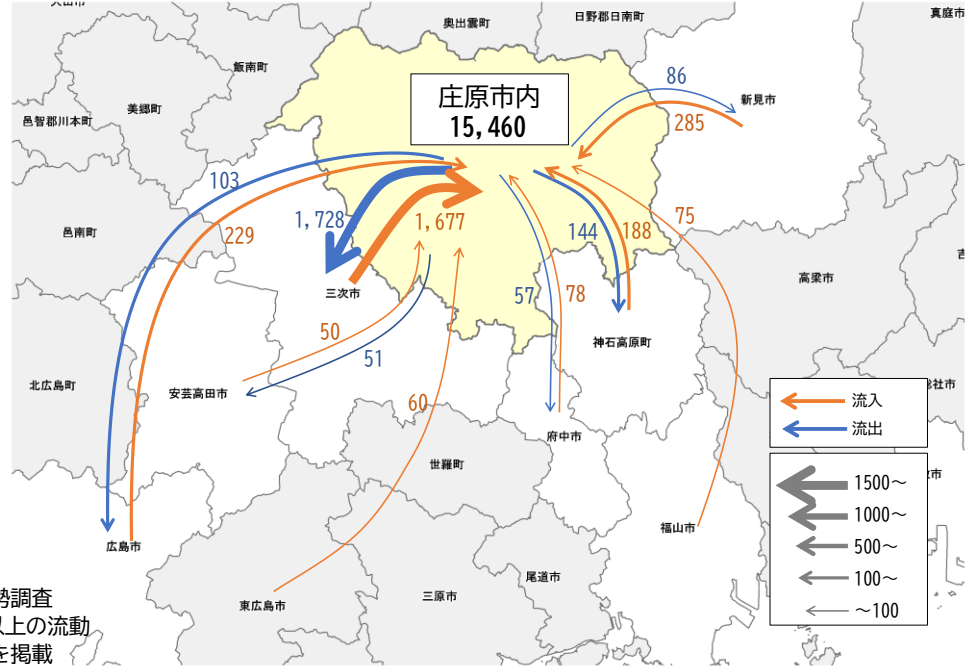 奥出雲町
日野郡日南町
真庭市
飯南町
庄原市内
15,460
86
新見市
美郷町
邑智郡川本町
285
103
1,728
1,677
144
188
75
邑南町
229
高梁市
三次市
57
78
50
神石高原町
51
北広島町
安芸高田市
60
総社市
流入
流出
府中市
世羅町
1500～
1000～
500～
100～
～100
福山市
広島市
尾道市
東広島市
三原市
勢調査
以上の流動
を掲載